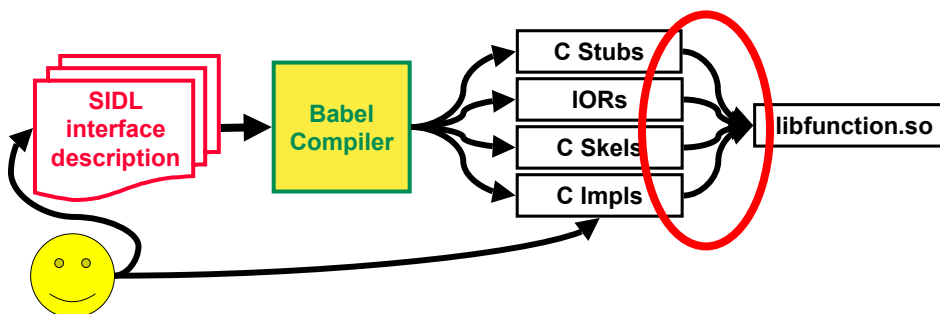 SIDL
interface
description
Babel
Compiler
C Stubs
IORs
C Skels
C Impls
libfunction.so